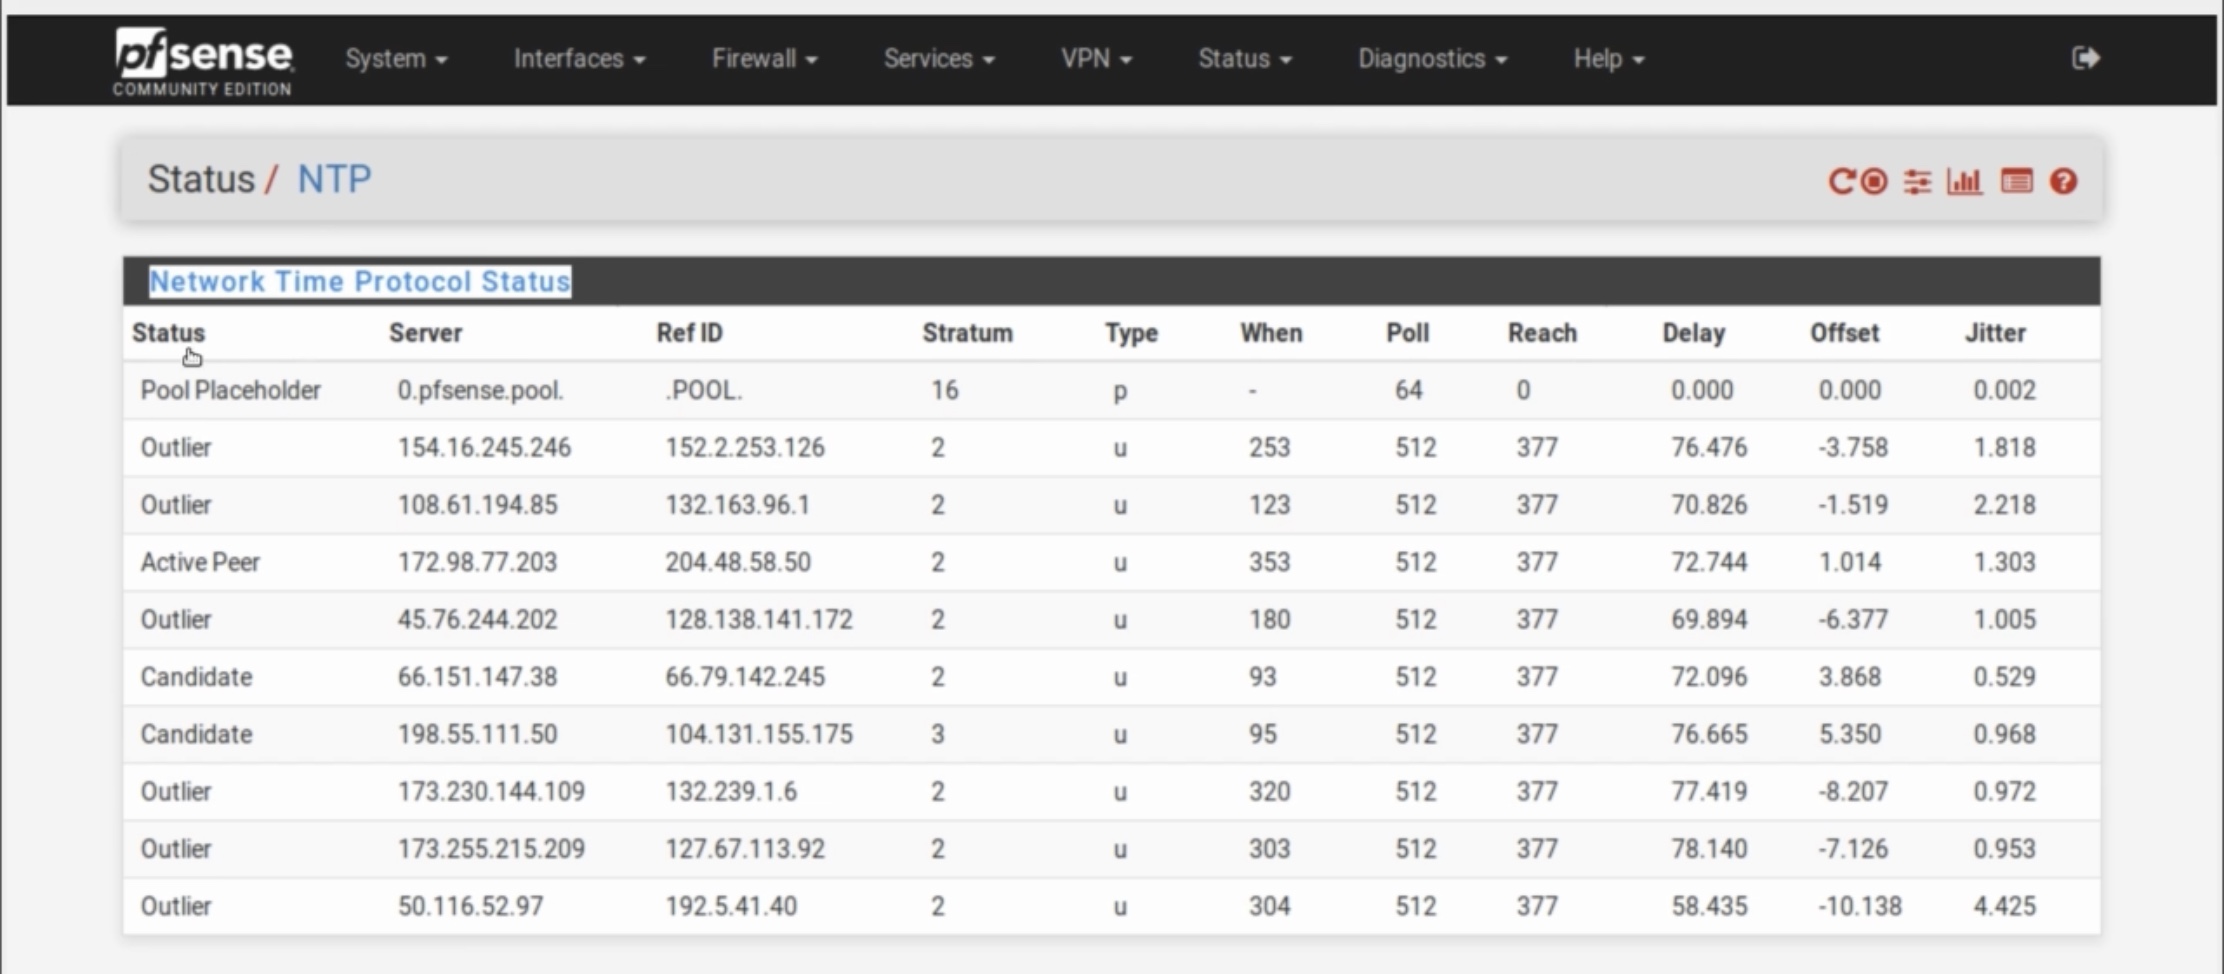 pfsense
COMMUNITY EDITION
System Interfaces Firewall Services VPN Status Diagnostics Help
Status / NTP
Network Time Protocol Status
Status Server Ref ID Stratum Type When Poll Reach Delay Offset Jitter
Pool Placeholder 0.pfsense.pool. .POOL. 16 p - 64 0 0.000 0.000 0.002
Outlier 154.16.245.246 152.2.253.126 2 u 253 512 377 76.476 -3.758 1.818
Outlier 108.61.194.85 132.163.96.1 2 u 123 512 377 70.826 -1.519 2.218
Active Peer 172.98.77.203 204.48.58.50 2 u 353 512 377 72.744 1.014 1.303
Outlier 45.76.244.202 128.138.141.172 2 u 180 512 377 69.894 -6.377 1.005
Candidate 66.151.147.38 66.79.142.245 2 u 93 512 377 72.096 3.868 0.529
Candidate 198.55.111.50 104.131.155.175 3 u 95 512 377 76.665 5.350 0.968
Outlier 173.230.144.109 132.239.1.6 2 u 320 512 377 77.419 -8.207 0.972
Outlier 173.255.215.209 127.67.113.92 2 u 303 512 377 78.140 -7.126 0.953
Outlier 50.116.52.97 192.5.41.40 2 u 304 512 377 58.435 -10.138 4.425